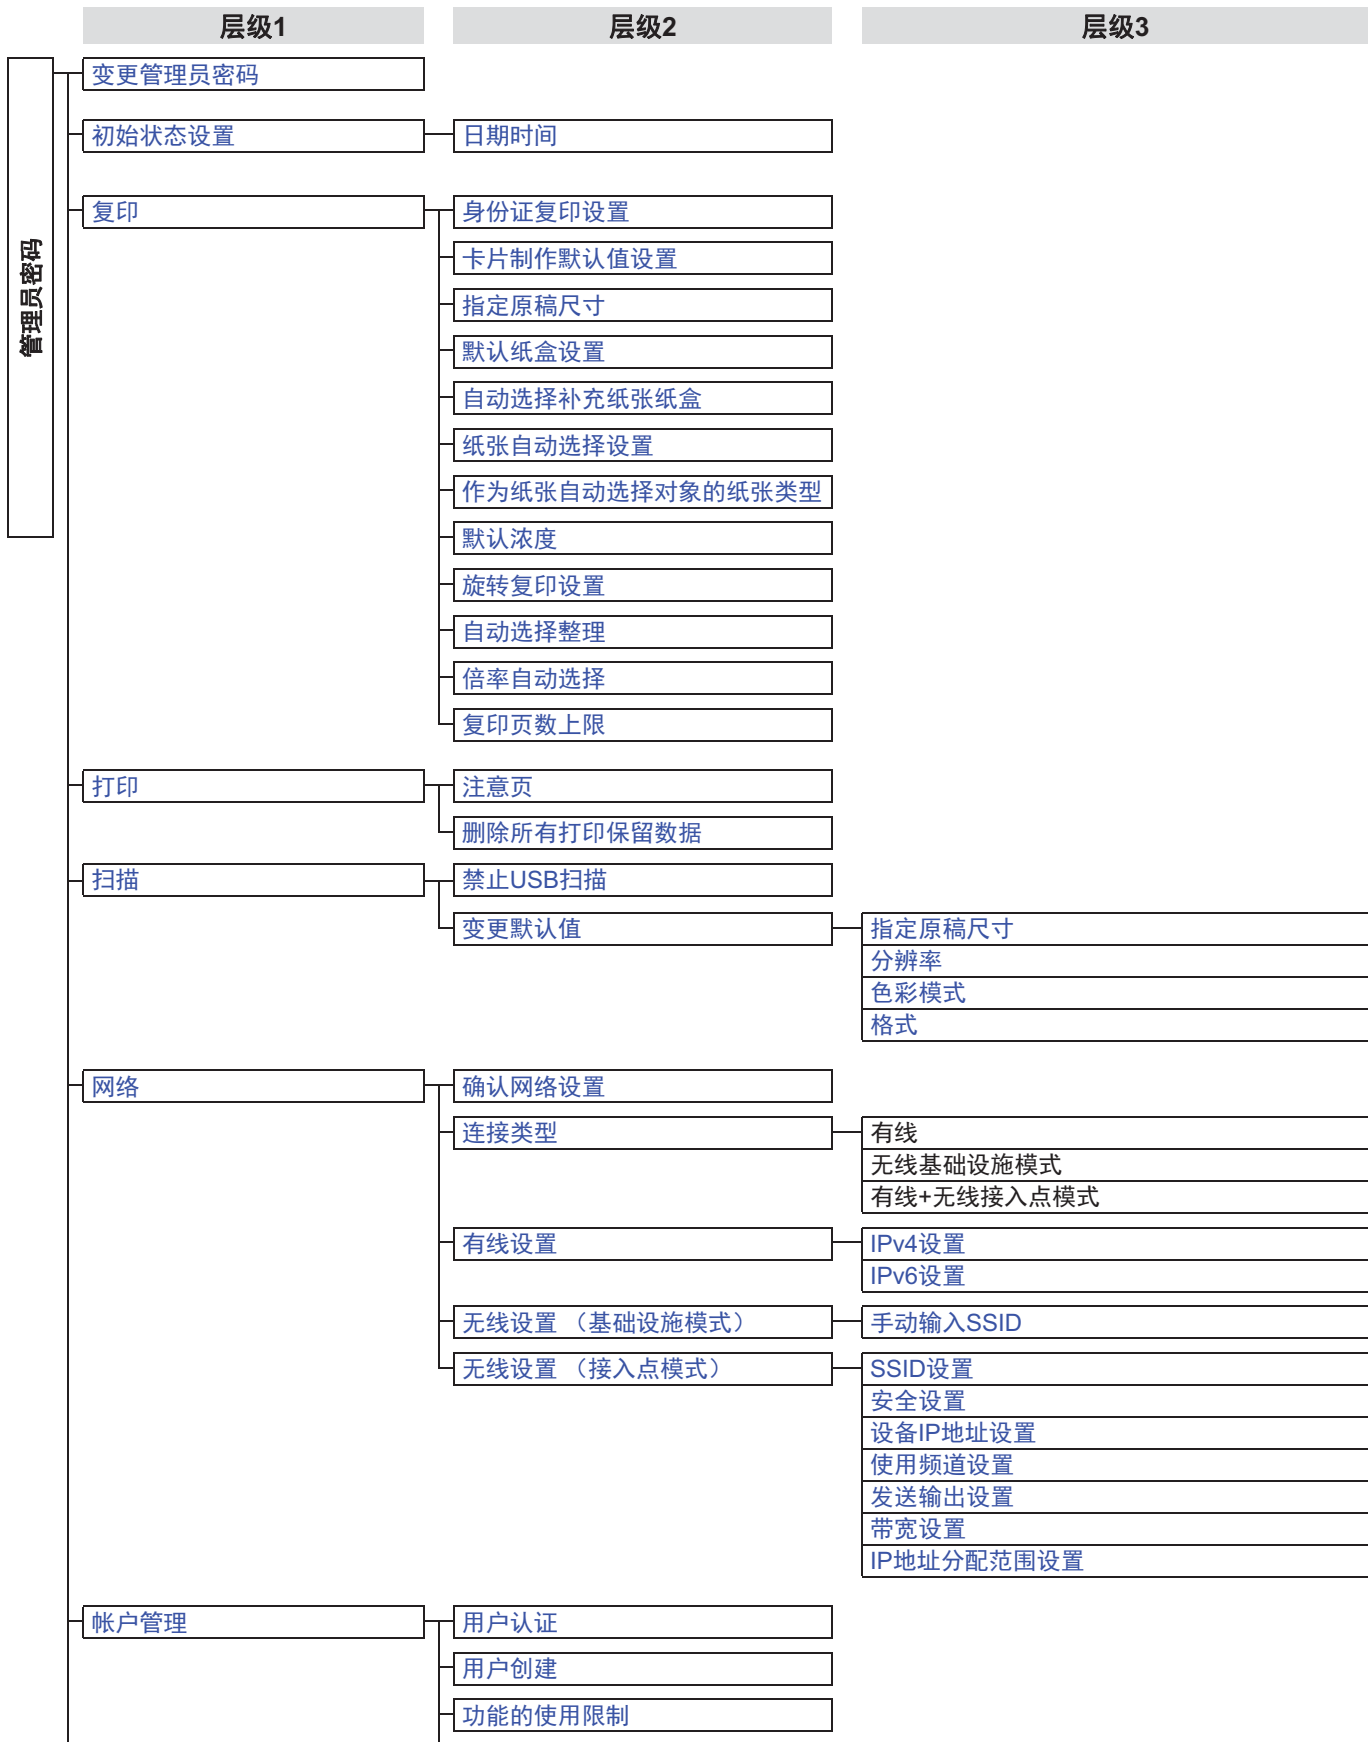 层级1 层级2 层级3
管理员密码
变更管理员密码
初始状态设置 日期时间
复印 身份证复印设置
卡片制作默认值设置
指定原稿尺寸
默认纸盒设置
自动选择补充纸张纸盒
纸张自动选择设置
作为纸张自动选择对象的纸张类型
默认浓度
旋转复印设置
自动选择整理
倍率自动选择
复印页数上限
打印 注意页
删除所有打印保留数据
扫描 禁止USB扫描
变更默认值 指定原稿尺寸
分辨率
色彩模式
格式
网络 确认网络设置
连接类型 有线
无线基础设施模式
有线+无线接入点模式
有线设置 IPv4设置
IPv6设置
无线设置 （基础设施模式） 手动输入SSID
无线设置 （接入点模式） SSID设置
安全设置
设备IP地址设置
使用频道设置
发送输出设置
带宽设置
IP地址分配范围设置
帐户管理 用户认证
用户创建
功能的使用限制